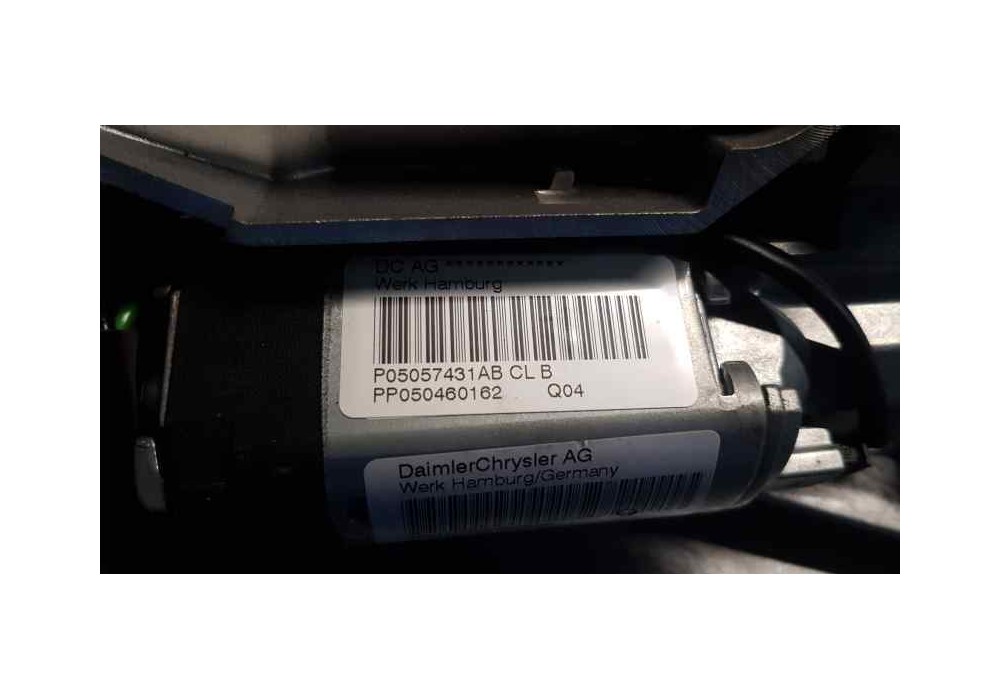 DC AG ************
Werk Hamburg
P05057431AB CL B
PP050460162 Q04
DaimlerChrysler AG
Werk Hamburg/Germany